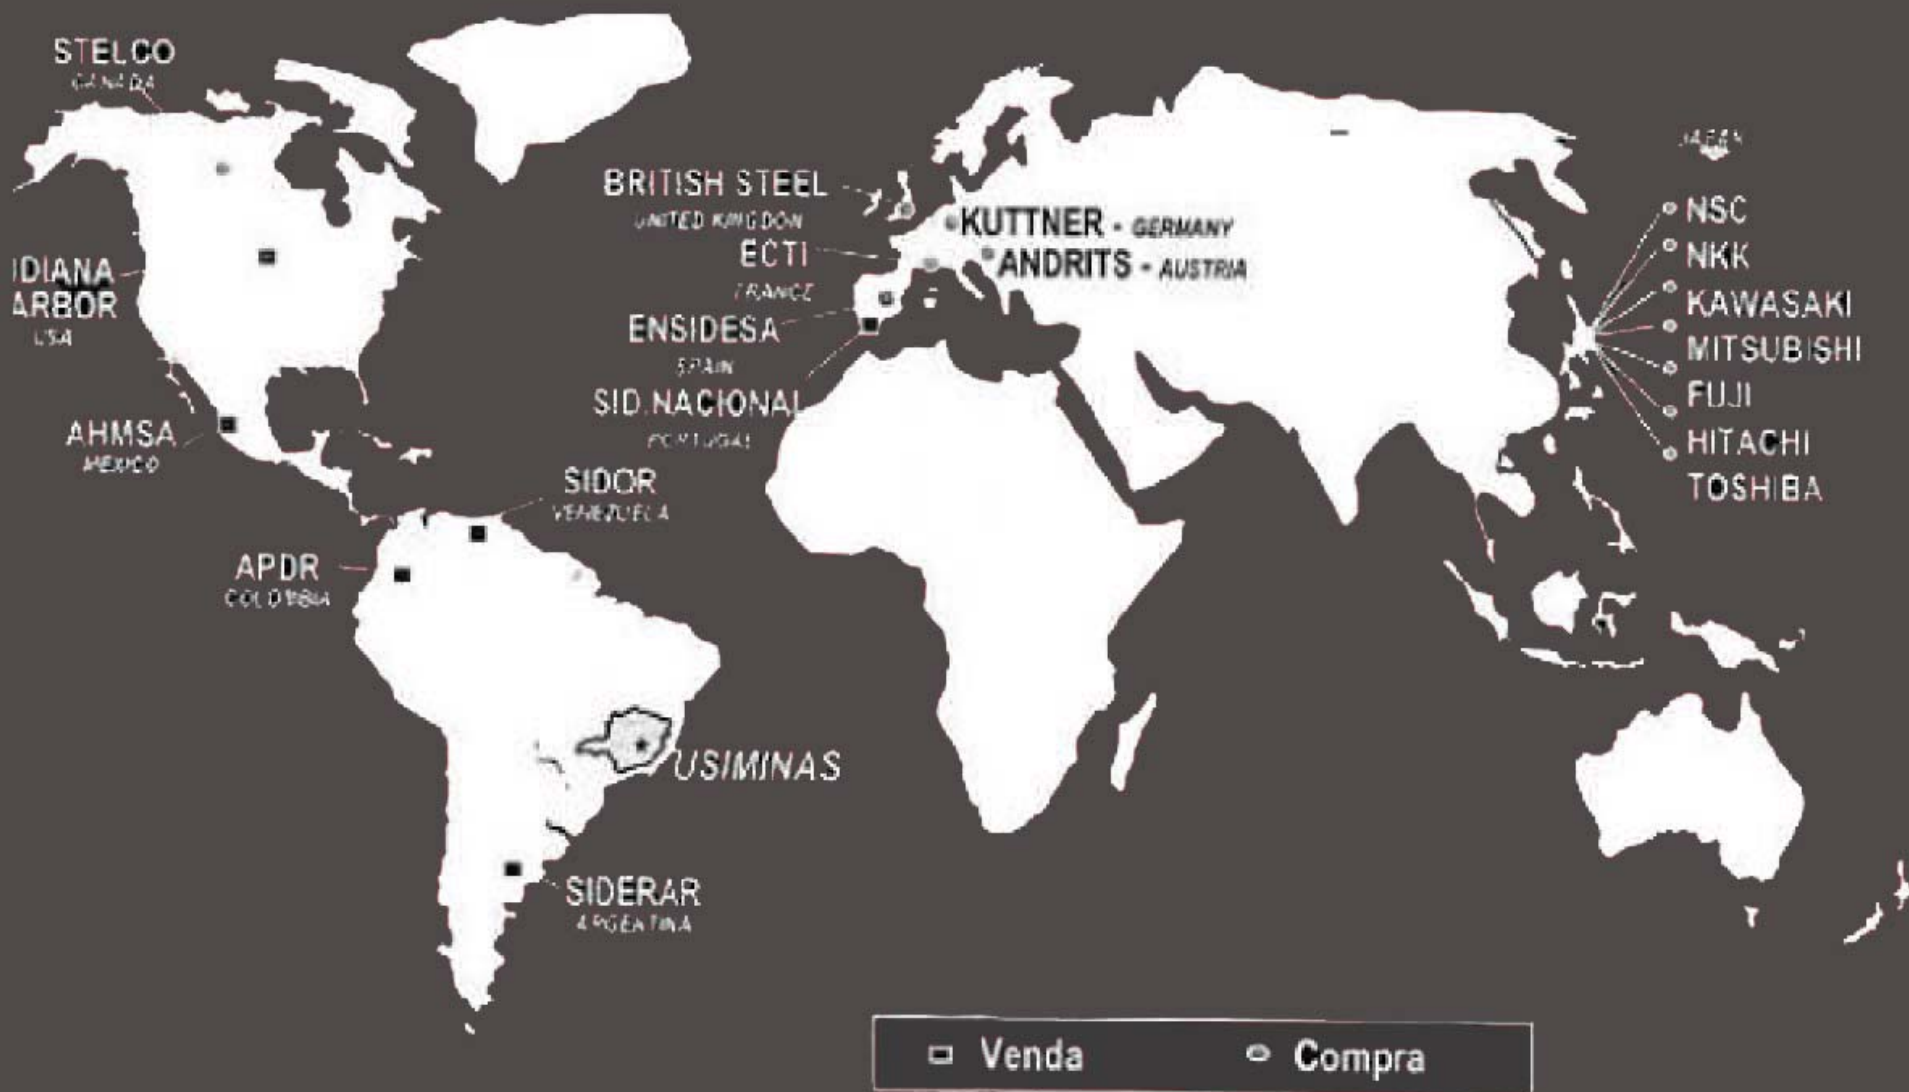 STELCO
CANADA
IDIANA
ARBOR
USA
AHMSA
MEXICO
APDR
COLOMBIA
SIDOR
VENEZUELA
USIMINAS
SIDERAR
ARGENTINA
BRITISH STEEL
UNITED KINGDON
ECTI
FRANCE
ENSIDESA
SPAIN
SID.NACIONAL
PORTUGAL
KUTTNER - GERMANY
ANDRITS - AUSTRIA
JAPAN
NSC
NKK
KAWASAKI
MITSUBISHI
FUJI
HITACHI
TOSHIBA
Venda
Compra